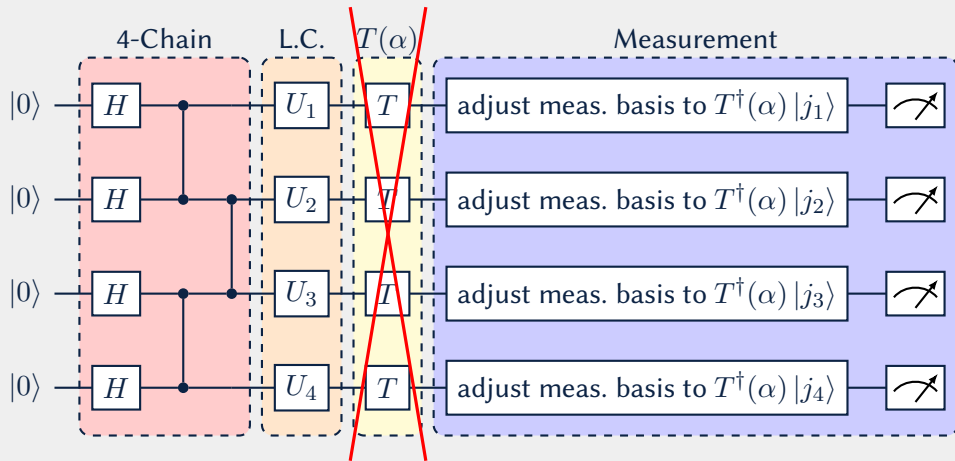 4-Chain L.C. T(α) Measurement
|0⟩ H U₁ T adjust meas. basis to T†(α) |j₁⟩
|0⟩ H U₂ T adjust meas. basis to T†(α) |j₂⟩
|0⟩ H U₃ T adjust meas. basis to T†(α) |j₃⟩
|0⟩ H U₄ T adjust meas. basis to T†(α) |j₄⟩